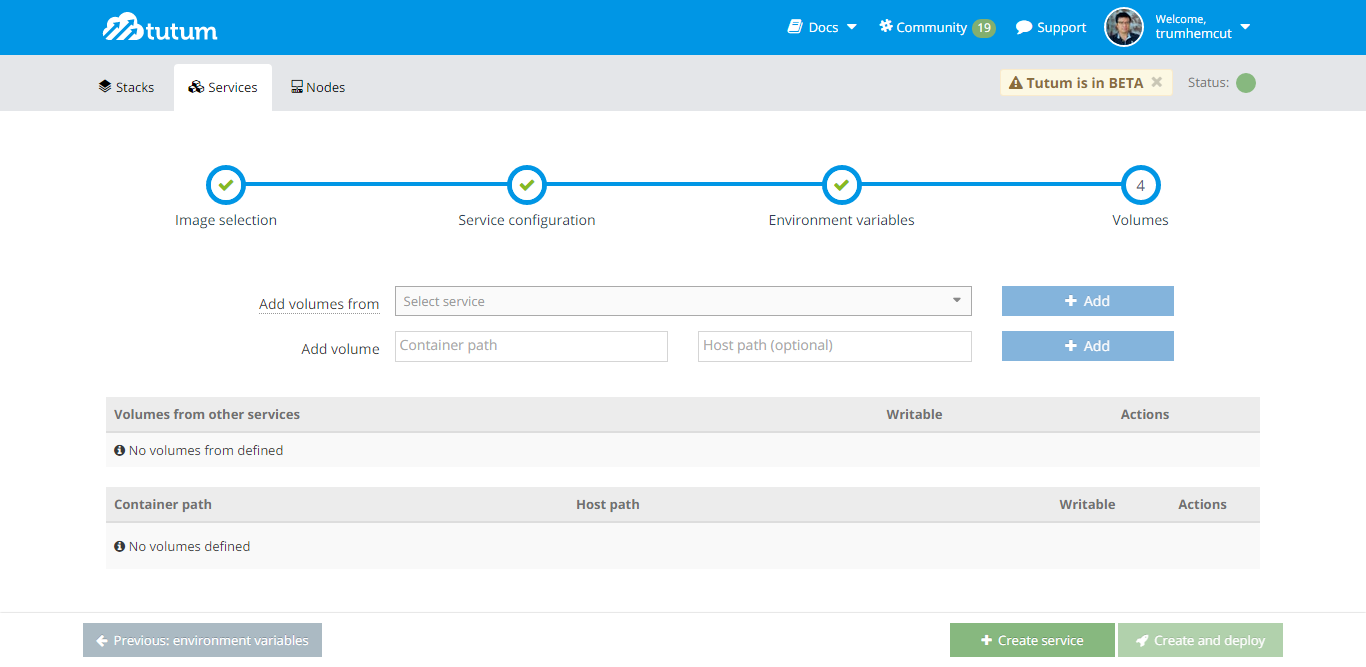 tutum
Docs
Community 19
Support
Welcome,
trumhemcut
Stacks
Services
Nodes
Tutum is in BETA
Status:
4
Image selection
Service configuration
Environment variables
Volumes
Add volumes from
Select service
Add
Add volume
Container path
Host path (optional)
Add
Volumes from other services
Writable
Actions
No volumes from defined
Container path
Host path
Writable
Actions
No volumes defined
Previous: environment variables
Create service
Create and deploy